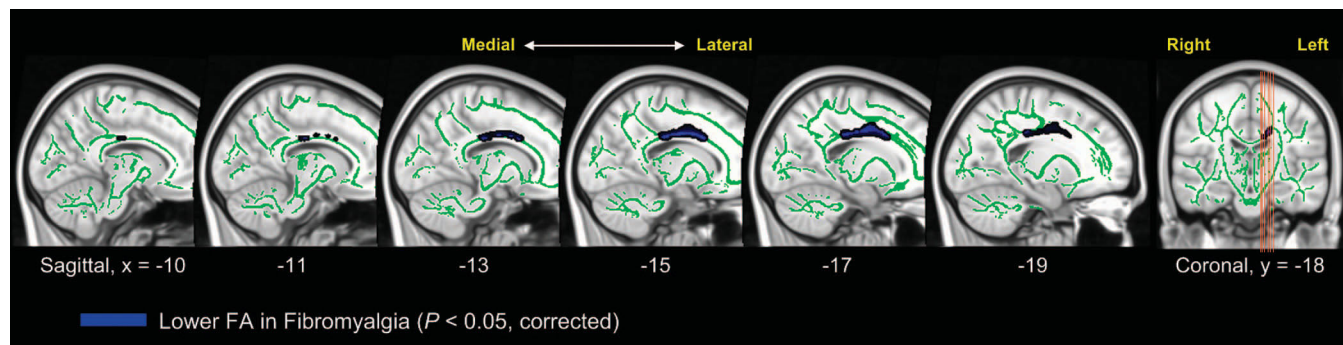 Medial Lateral Right Left
Sagittal, x = -10 -11 -13 -15 -17 -19 Coronal, y = -18
Lower FA in Fibromyalgia (P < 0.05, corrected)